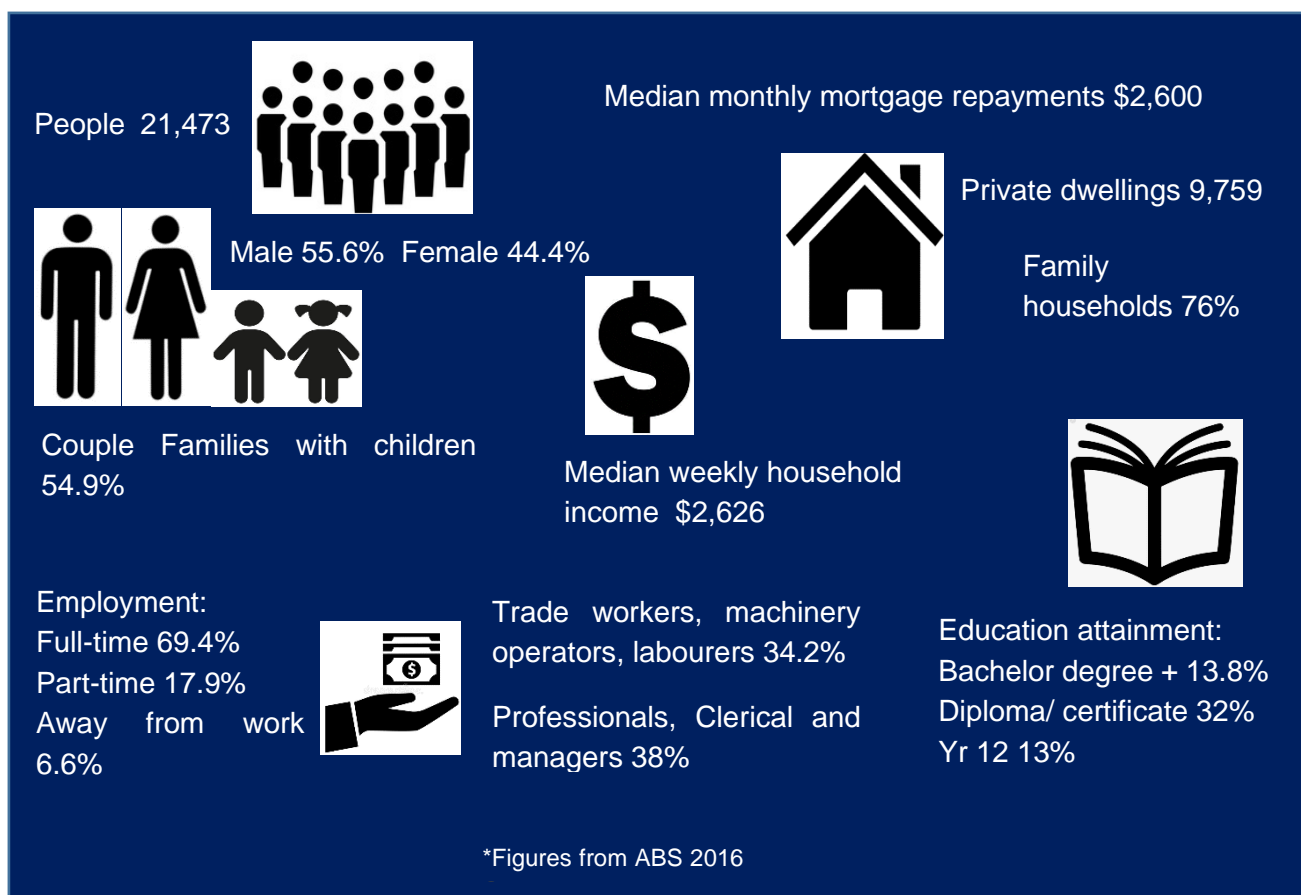 People 21,473
Median monthly mortgage repayments $2,600
Private dwellings 9,759
Male 55.6% Female 44.4%
Family
households 76%
Couple Families with children
54.9%
Median weekly household
income $2,626
Employment:
Full-time 69.4%
Part-time 17.9%
Away from work
6.6%
Trade workers, machinery
operators, labourers 34.2%
Professionals, Clerical and
managers 38%
Education attainment:
Bachelor degree + 13.8%
Diploma/ certificate 32%
Yr 12 13%
*Figures from ABS 2016